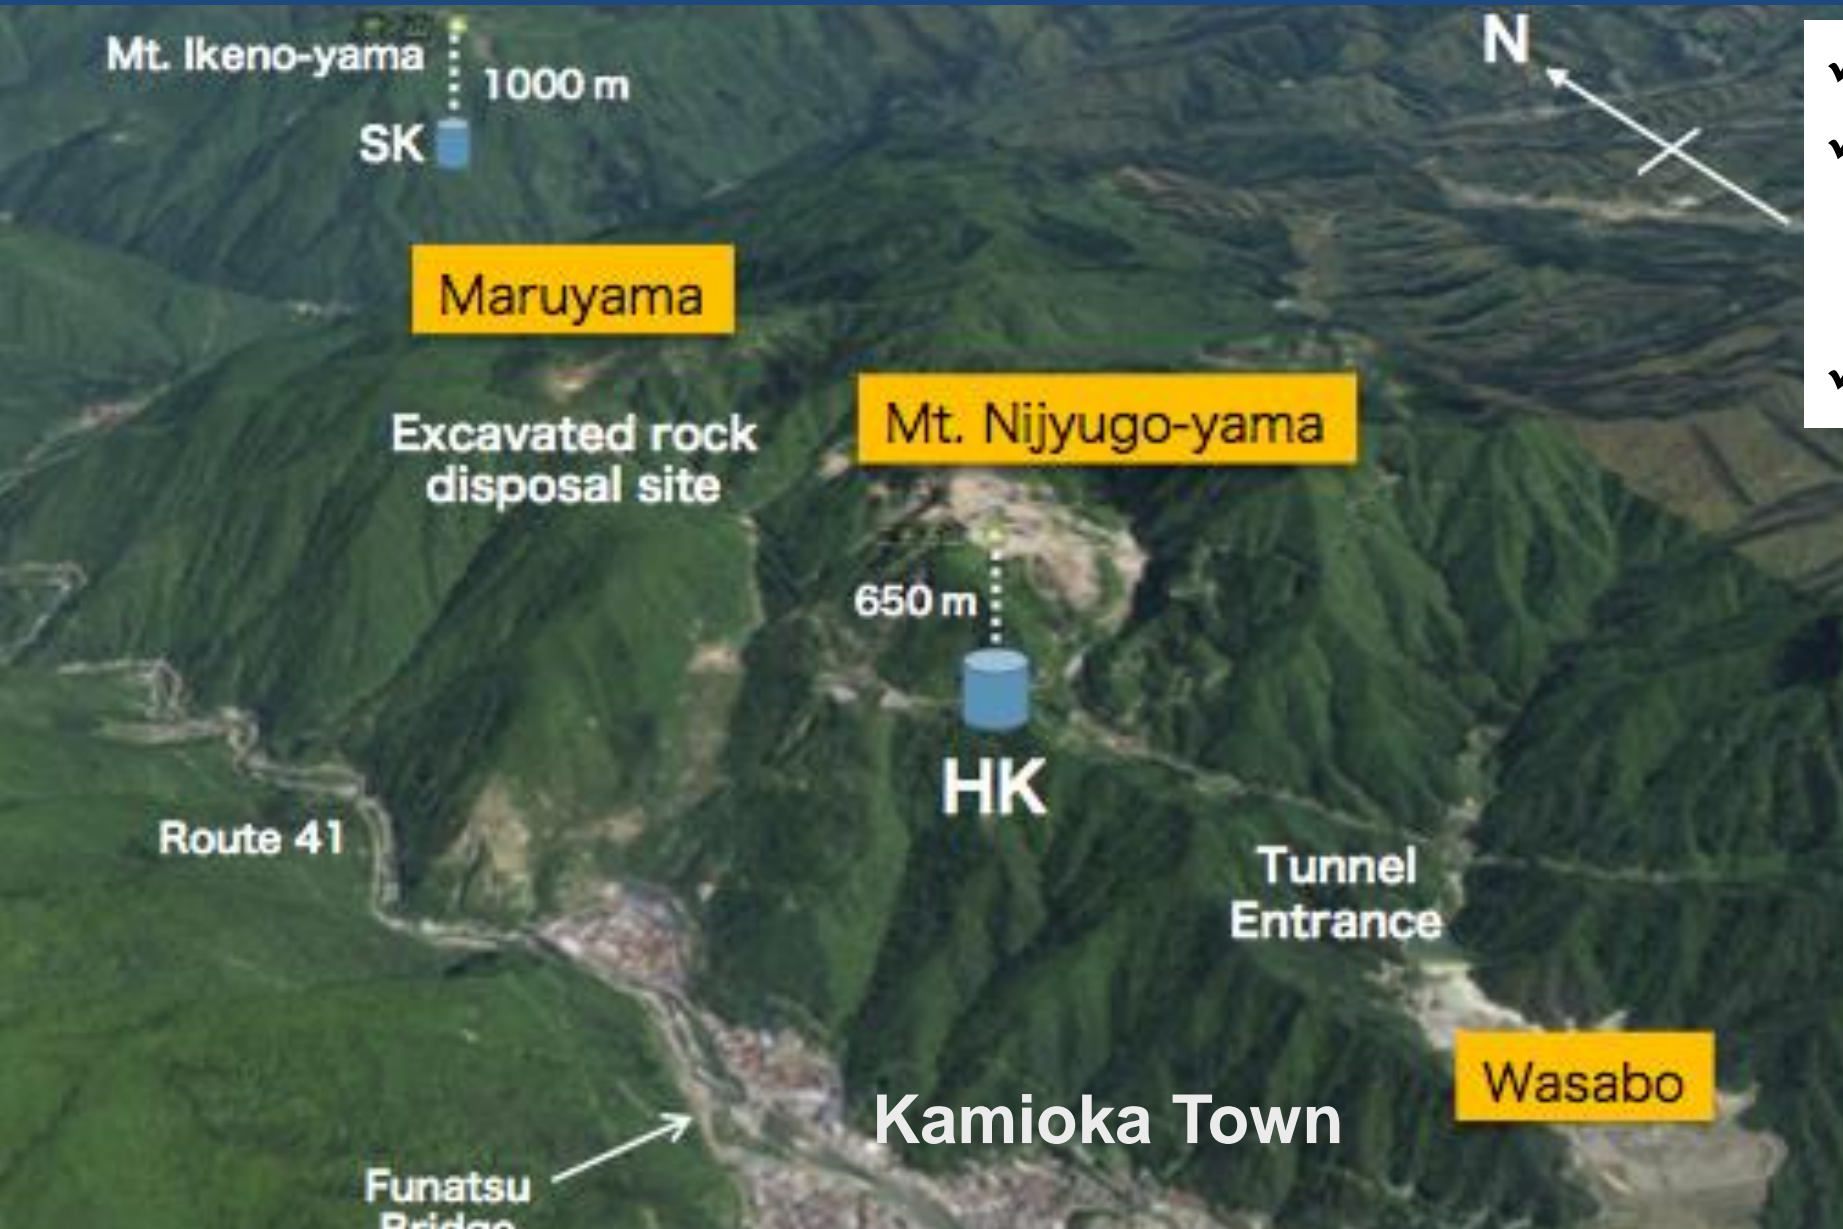 Mt. Ikeno-yama
1000 m
SK
N
✓
✓
✓
Maruyama
Excavated rock
disposal site
Mt. Nijyugo-yama
650 m
HK
Route 41
Tunnel
Entrance
Wasabo
Kamioka Town
Funatsu
Bridge